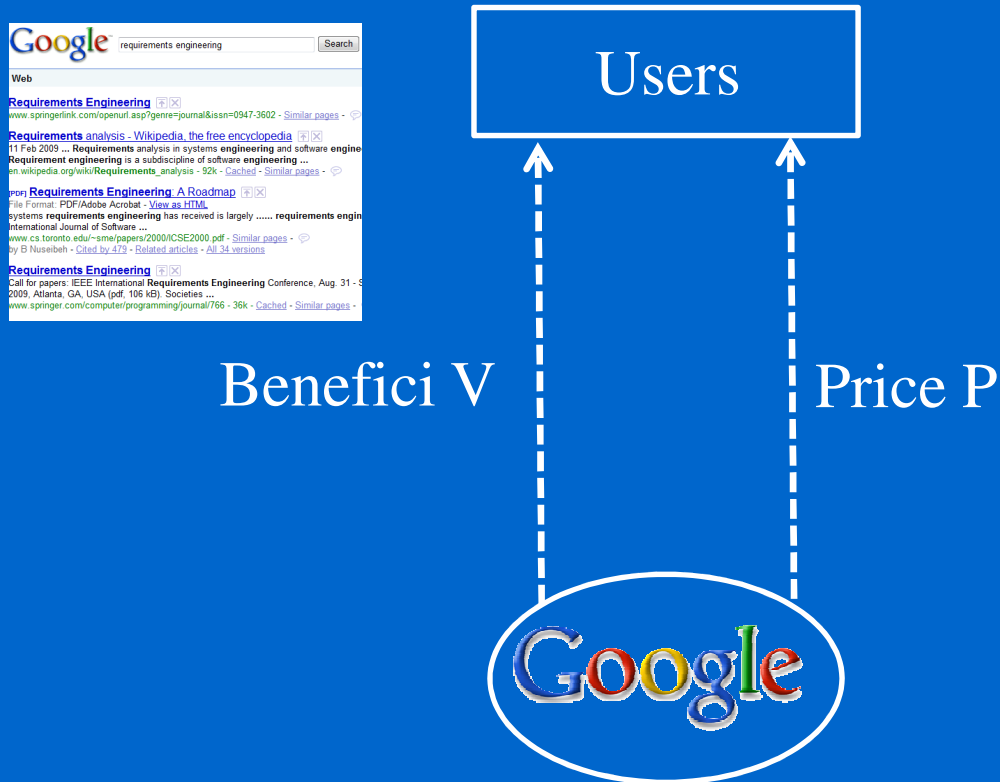 Google requirements engineering Search
Web
Requirements Engineering
www.springerlink.com/openurl.asp?genre=journal&issn=0947-3602 - Similar pages -
Requirements analysis - Wikipedia, the free encyclopedia
11 Feb 2009 ... Requirements analysis in systems engineering and software engine
Requirement engineering is a subdiscipline of software engineering ...
en.wikipedia.org/wiki/Requirements_analysis - 92k - Cached - Similar pages -
[PDF] Requirements Engineering: A Roadmap
File Format: PDF/Adobe Acrobat - View as HTML
systems requirements engineering has received is largely ...... requirements engin
International Journal of Software ...
www.cs.toronto.edu/~sme/papers/2000/ICSE2000.pdf - Similar pages -
by B Nuseibeh - Cited by 479 - Related articles - All 34 versions
Requirements Engineering
Call for papers: IEEE International Requirements Engineering Conference, Aug. 31 - S
2009, Atlanta, GA, USA (pdf, 106 kB). Societies ...
www.springer.com/computer/programming/journal/766 - 36k - Cached - Similar pages -
Users
Benefici V
Price P
Google